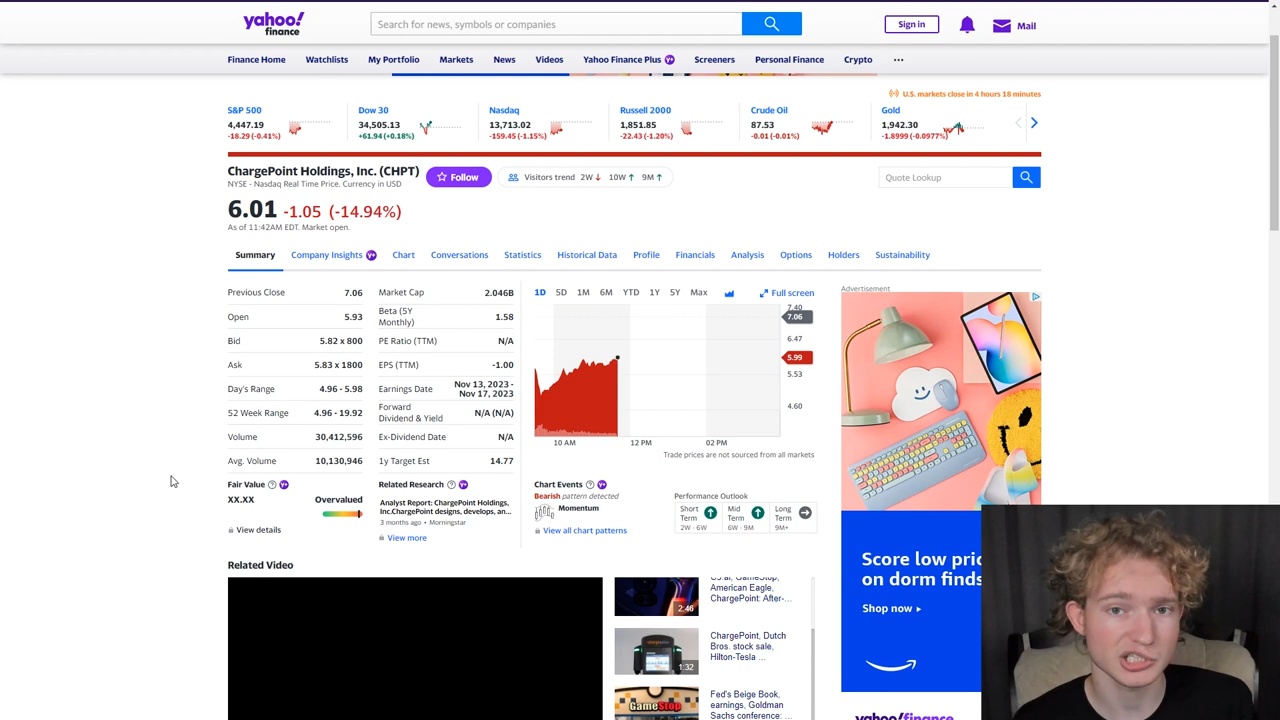 yahoo!
finance
Search for news, symbols or companies
Sign in
Mail
Finance Home
Watchlists
My Portfolio
Markets
News
Videos
Yahoo Finance Plus
Y+
Screeners
Personal Finance
Crypto
...
U.S. markets close in 4 hours 18 minutes
S&P 500
4,447.19
-18.29 (-0.41%)
Dow 30
34,505.13
+61.94 (+0.18%)
Nasdaq
13,713.02
-159.45 (-1.15%)
Russell 2000
1,851.85
-22.43 (-1.20%)
Crude Oil
87.53
-0.01 (-0.01%)
Gold
1,942.30
-1.8999 (-0.0977%)
ChargePoint Holdings, Inc. (CHPT)
Follow
Visitors trend 2W ↓ 10W ↑ 9M ↑
Quote Lookup
NYSE - Nasdaq Real Time Price. Currency in USD
6.01 -1.05 (-14.94%)
As of 11:42AM EDT. Market open.
Summary
Company Insights
Y+
Chart
Conversations
Statistics
Historical Data
Profile
Financials
Analysis
Options
Holders
Sustainability
Previous Close 7.06
Open 5.93
Bid 5.82 x 800
Ask 5.83 x 1800
Day's Range 4.96 - 5.98
52 Week Range 4.96 - 19.92
Volume 30,412,596
Avg. Volume 10,130,946
Market Cap 2.046B
Beta (5Y
Monthly) 1.58
PE Ratio (TTM) N/A
EPS (TTM) -1.00
Earnings Date Nov 13, 2023 -
Nov 17, 2023
Forward
Dividend & Yield N/A (N/A)
Ex-Dividend Date N/A
1y Target Est 14.77
1D 5D 1M 6M YTD 1Y 5Y Max
Full screen
7.40
7.06
6.47
5.99
5.53
4.60
10 AM 12 PM 02 PM
Trade prices are not sourced from all markets
Advertisement
Fair Value
Y+
XX.XX Overvalued
View details
Related Research
Y+
Analyst Report: ChargePoint Holdings,
Inc.ChargePoint designs, develops, an...
3 months ago • Morningstar
View more
Chart Events
Y+
Bearish pattern detected
Momentum
View all chart patterns
Performance Outlook
Short
Term
2W - 6W
Mid
Term
6W - 9M
Long
Term
9M+
Related Video
C3.ai, GameStop,
American Eagle,
ChargePoint: After-...
2:46
ChargePoint, Dutch
Bros. stock sale,
Hilton-Tesla ...
1:32
Fed's Beige Book,
earnings, Goldman
Sachs conference: ...
GameStop
Score low pric
on dorm finds
Shop now ▸
yahoo/finance